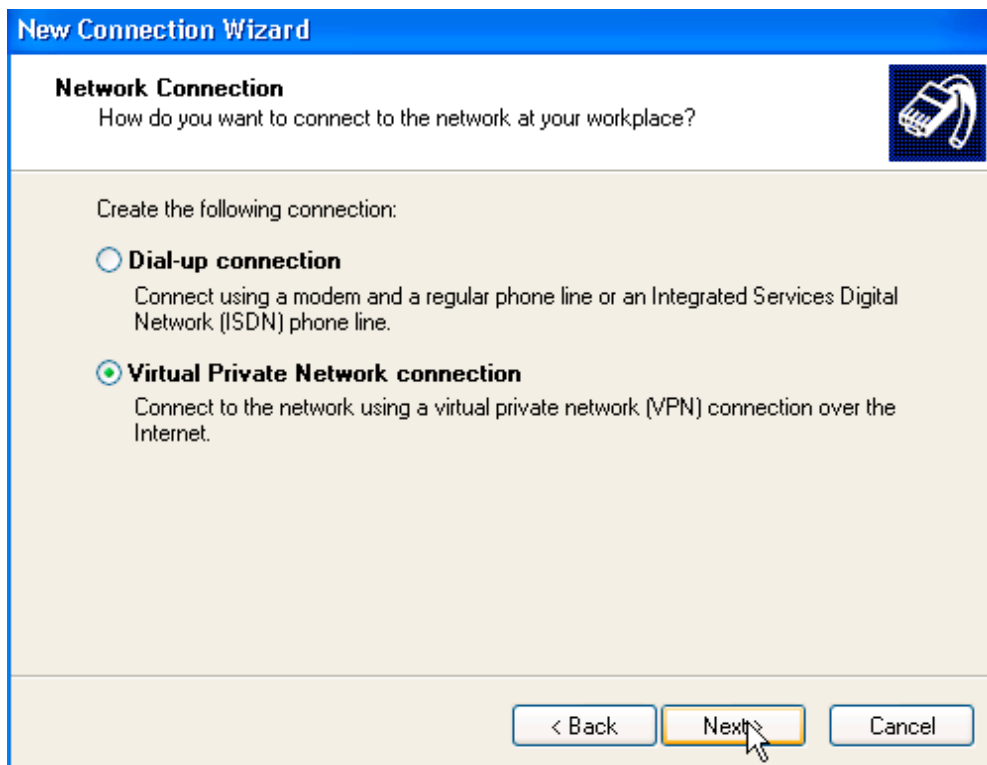 New Connection Wizard
Network Connection
How do you want to connect to the network at your workplace?
Create the following connection:
Dial-up connection
Connect using a modem and a regular phone line or an Integrated Services Digital
Network (ISDN) phone line.
Virtual Private Network connection
Connect to the network using a virtual private network (VPN) connection over the
Internet.
< Back
Next >
Cancel